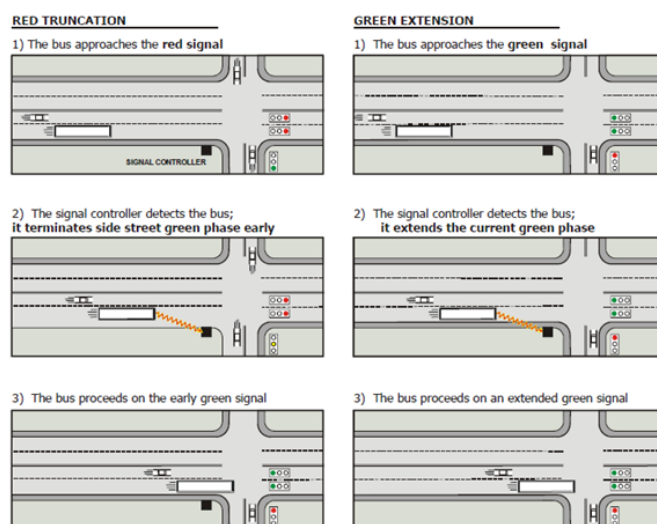 RED TRUNCATION
1) The bus approaches the red signal
SIGNAL CONTROLLER
2) The signal controller detects the bus;
it terminates side street green phase early
3) The bus proceeds on the early green signal
GREEN EXTENSION
1) The bus approaches the green signal
2) The signal controller detects the bus;
it extends the current green phase
3) The bus proceeds on an extended green signal